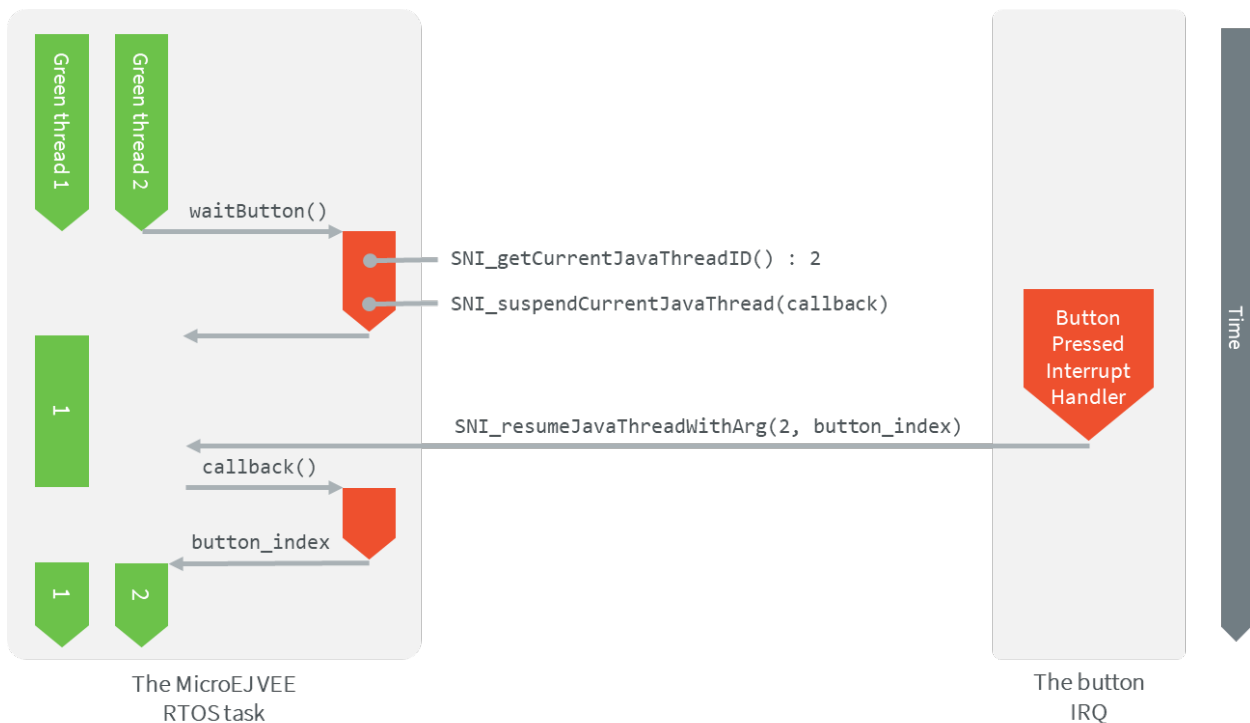 Green thread 1
Green thread 2
waitButton()
SNI_getCurrentJavaThreadID() : 2
SNI_suspendCurrentJavaThread(callback)
Button
Pressed
Interrupt
Handler
Time
1
SNI_resumeJavaThreadWithArg(2, button_index)
callback()
button_index
1
2
The MicroEJ VEE
RTOS task
The button
IRQ